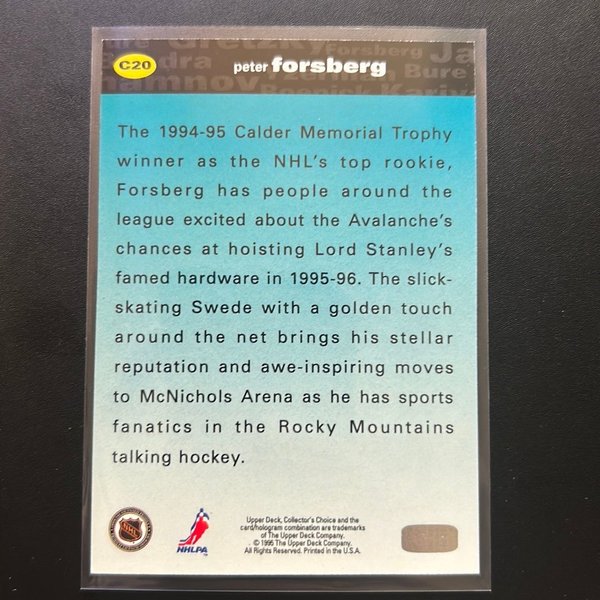 C20
peter forsberg
Gretzky
Forsberg
Bure
The 1994-95 Calder Memorial Trophy
winner as the NHL's top rookie,
Forsberg has people around the
league excited about the Avalanche's
chances at hoisting Lord Stanley's
famed hardware in 1995-96. The slick-
skating Swede with a golden touch
around the net brings his stellar
reputation and awe-inspiring moves
to McNichols Arena as he has sports
fanatics in the Rocky Mountains
talking hockey.
NHL
NHLPA
Upper Deck, Collector's Choice and the
card/hologram combination are trademarks
of The Upper Deck Company.
© 1995 The Upper Deck Company.
All Rights Reserved. Printed in the U.S.A.